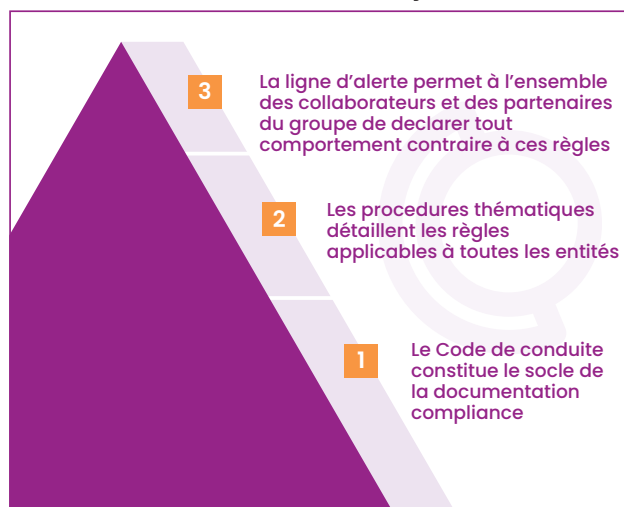 3
La ligne d’alerte permet à l’ensemble
des collaborateurs et des partenaires
du groupe de declarer tout
comportement contraire à ces règles
2
Les procedures thématiques
détaillent les règles
applicables à toutes les entités
1
Le Code de conduite
constitue le socle de
la documentation
compliance